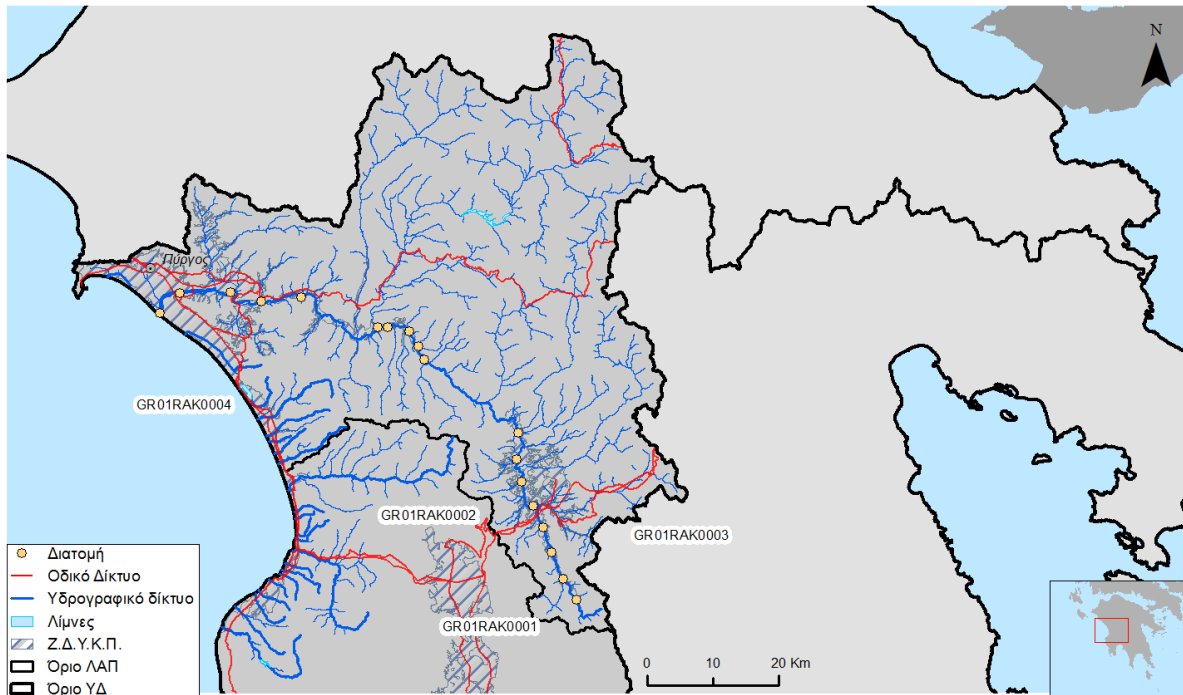 N
Πύργος
GR01RAK0004
GR01RAK0002
GR01RAK0003
GR01RAK0001
Διατομή
Οδικό Δίκτυο
Υδρογραφικό δίκτυο
Λίμνες
Ζ.Δ.Υ.Κ.Π.
Όριο ΛΑΠ
Όριο ΥΔ
0 10 20 Km